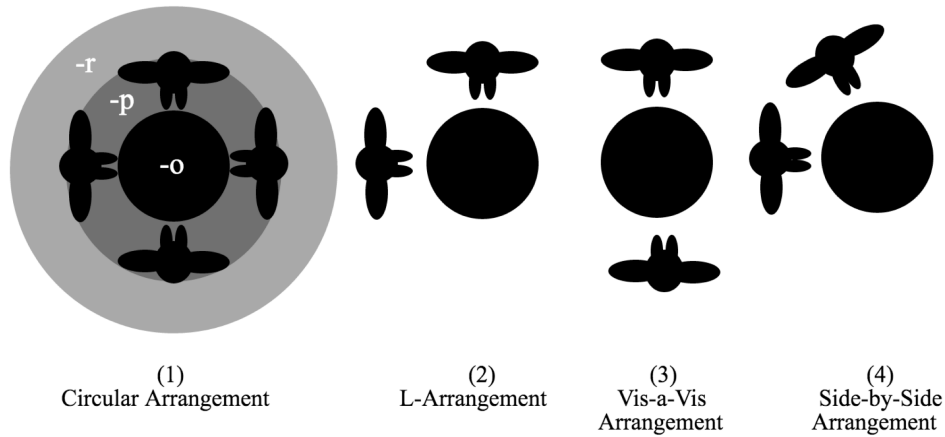 -r
-p
-o
(1)
Circular Arrangement
(2)
L-Arrangement
(3)
Vis-a-Vis
Arrangement
(4)
Side-by-Side
Arrangement